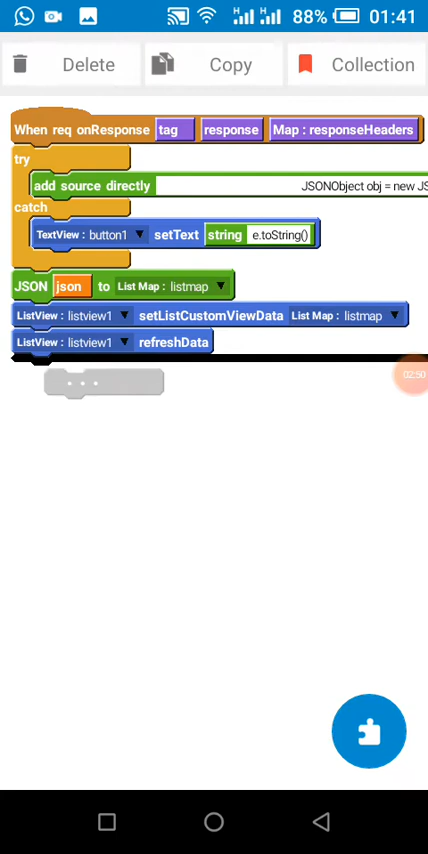 H H 88% 01:41
Delete Copy Collection
When req onResponse tag response Map : responseHeaders
try
add source directly JSONObject obj = new JS
catch
TextView : button1 setText string e.toString()
JSON json to List Map : listmap
ListView : listview1 setListCustomViewData List Map : listmap
ListView : listview1 refreshData
02:50